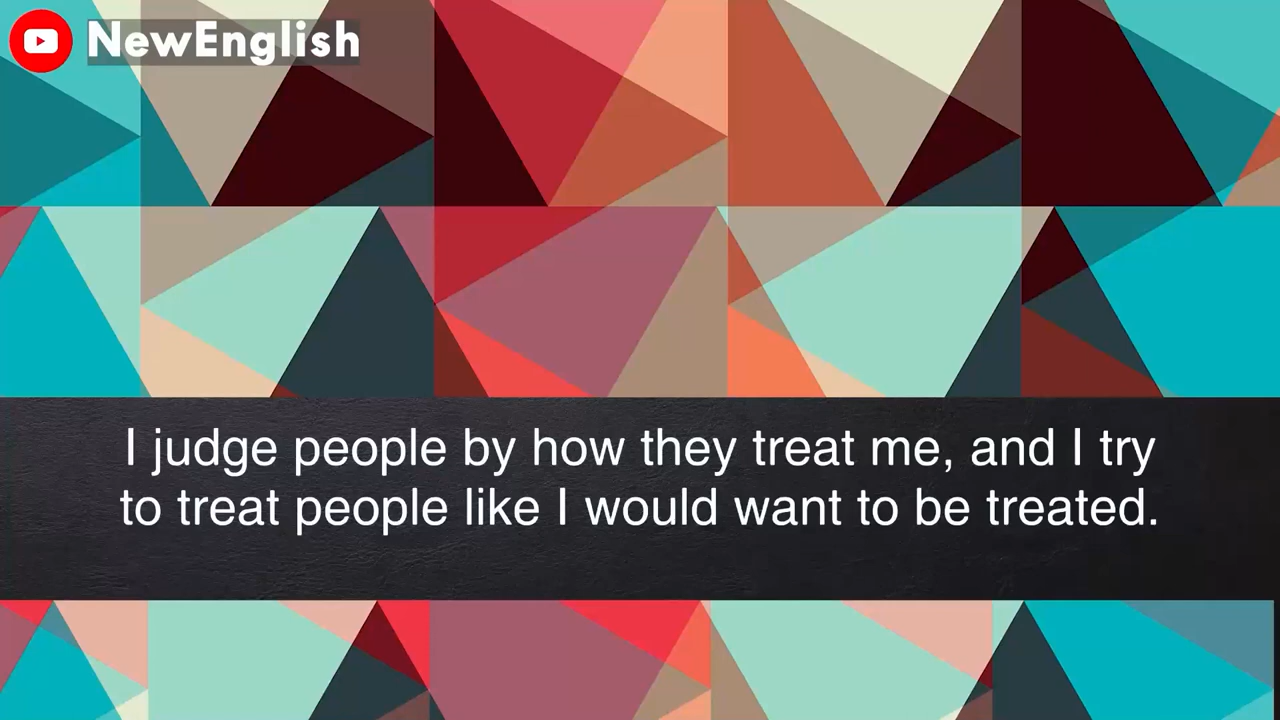 NewEnglish
I judge people by how they treat me, and I try
to treat people like I would want to be treated.